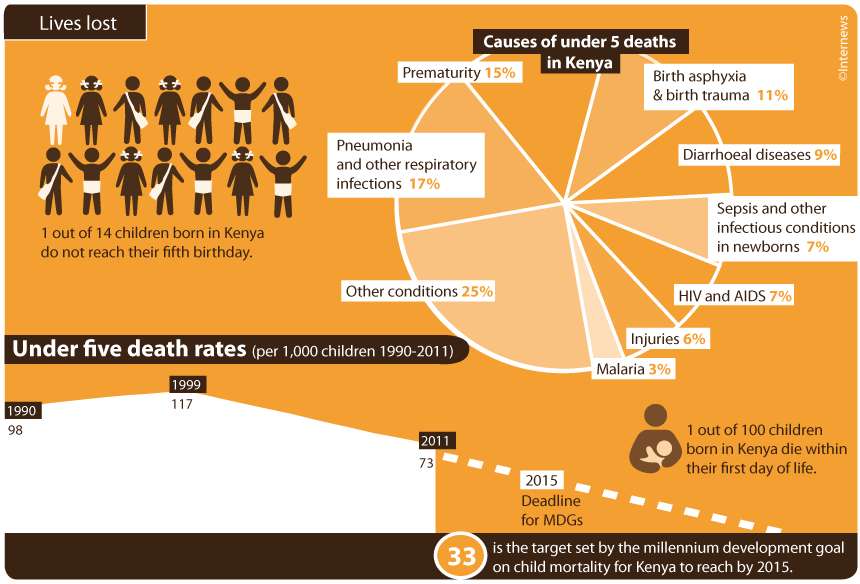 Lives lost
©Internews
1 out of 14 children born in Kenya
do not reach their fifth birthday.
Causes of under 5 deaths
in Kenya
Prematurity 15%
Birth asphyxia
& birth trauma 11%
Diarrhoeal diseases 9%
Sepsis and other
infectious conditions
in newborns 7%
HIV and AIDS 7%
Injuries 6%
Malaria 3%
Other conditions 25%
Pneumonia
and other respiratory
infections 17%
Under five death rates (per 1,000 children 1990-2011)
1990
98
1999
117
2011
73
2015
Deadline
for MDGs
1 out of 100 children
born in Kenya die within
their first day of life.
33
is the target set by the millennium development goal
on child mortality for Kenya to reach by 2015.